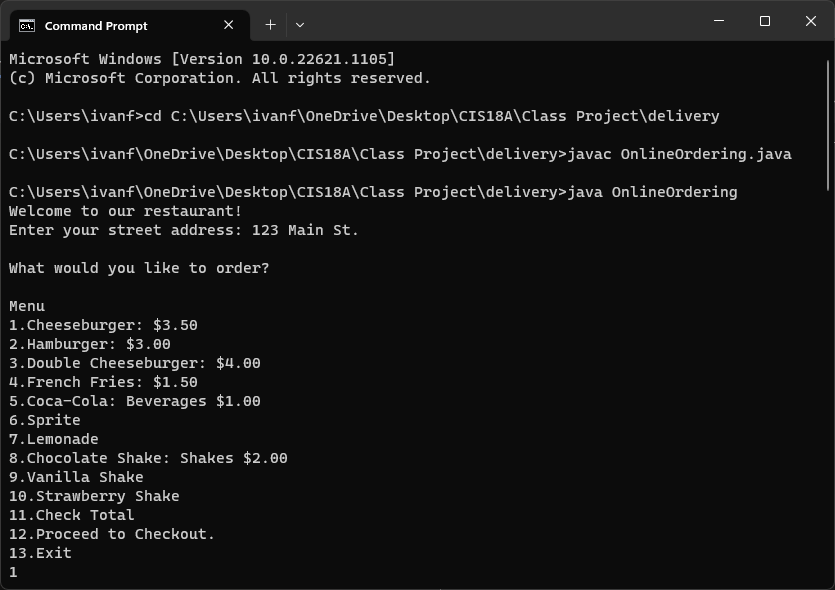 Command Prompt
Microsoft Windows [Version 10.0.22621.1105]
(c) Microsoft Corporation. All rights reserved.
C:\Users\ivanf>cd C:\Users\ivanf\OneDrive\Desktop\CIS18A\Class Project\delivery
C:\Users\ivanf\OneDrive\Desktop\CIS18A\Class Project\delivery>javac OnlineOrdering.java
C:\Users\ivanf\OneDrive\Desktop\CIS18A\Class Project\delivery>java OnlineOrdering
Welcome to our restaurant!
Enter your street address: 123 Main St.
What would you like to order?
Menu
1.Cheeseburger: $3.50
2.Hamburger: $3.00
3.Double Cheeseburger: $4.00
4.French Fries: $1.50
5.Coca-Cola: Beverages $1.00
6.Sprite
7.Lemonade
8.Chocolate Shake: Shakes $2.00
9.Vanilla Shake
10.Strawberry Shake
11.Check Total
12.Proceed to Checkout.
13.Exit
1